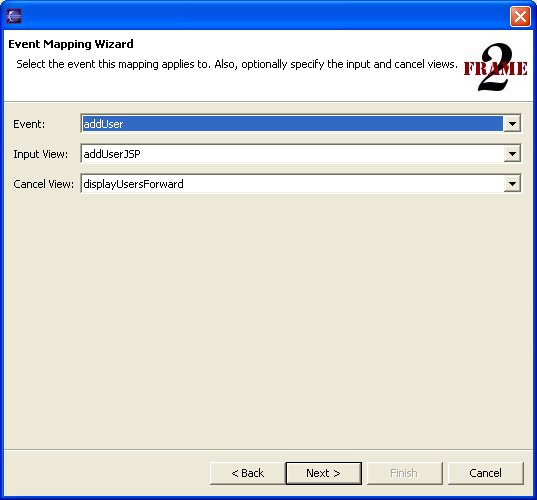 Event Mapping Wizard
Select the event this mapping applies to. Also, optionally specify the input and cancel views.
FRAME 2
Event: addUser
Input View: addUserJSP
Cancel View: displayUsersForward
< Back Next > Finish Cancel